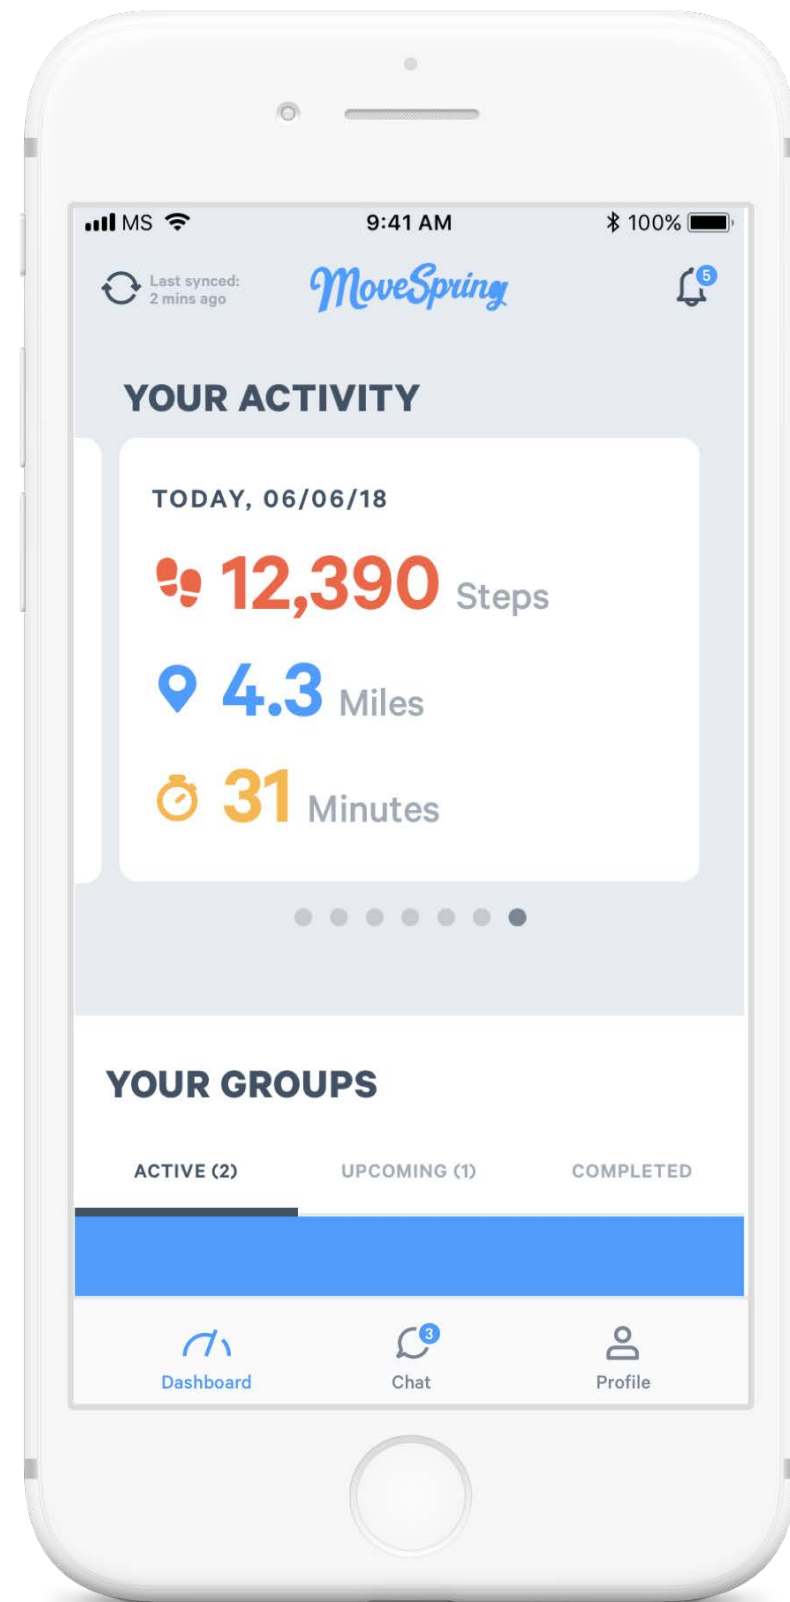 MS 9:41 AM 100%
Last synced:
2 mins ago
MoveSpring
5
YOUR ACTIVITY
TODAY, 06/06/18
12,390 Steps
4.3 Miles
31 Minutes
YOUR GROUPS
ACTIVE (2) UPCOMING (1) COMPLETED
3
Dashboard Chat Profile